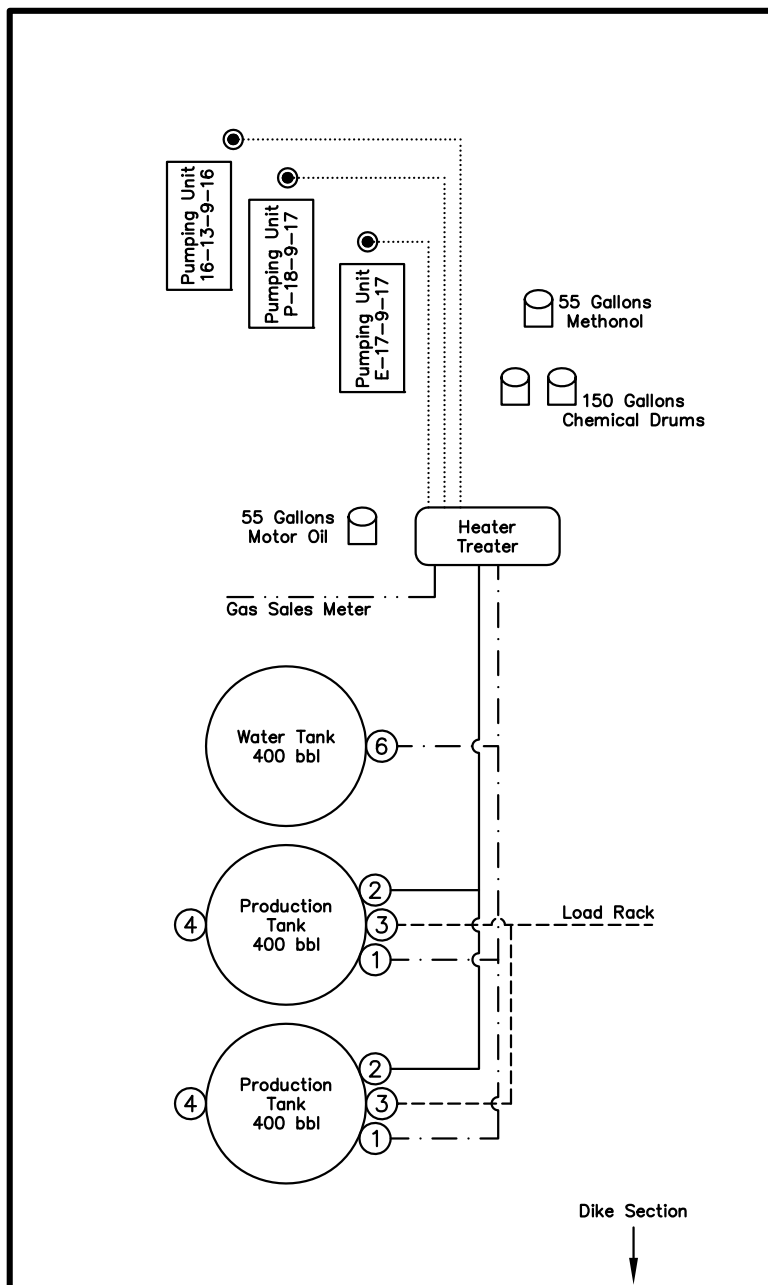 Pumping Unit
16-13-9-16
Pumping Unit
P-18-9-17
Pumping Unit
E-17-9-17
55 Gallons
Methonol
150 Gallons
Chemical Drums
55 Gallons
Motor Oil
Heater
Treater
Gas Sales Meter
Water Tank
400 bbl
6
Production
Tank
400 bbl
4
2
3
1
Load Rack
Production
Tank
400 bbl
4
2
3
1
Dike Section